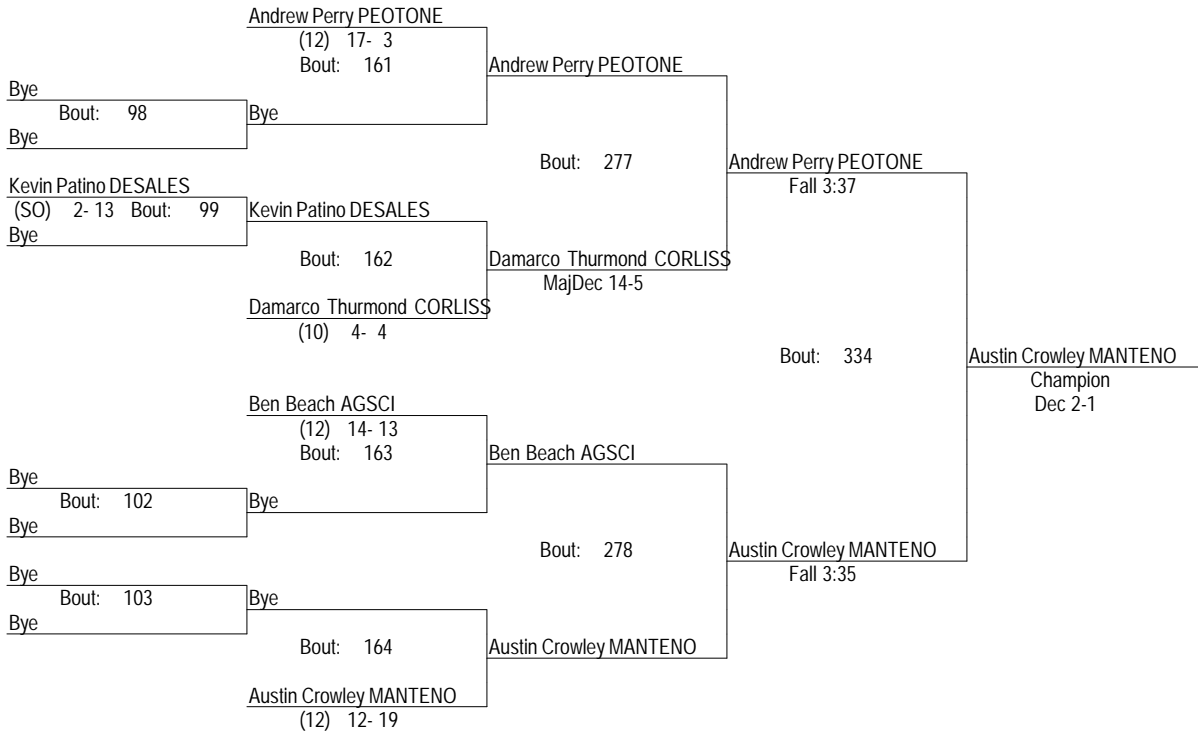 Andrew Perry PEOTONE
(12) 17- 3
Bout: 161
Andrew Perry PEOTONE
Bye
Bout: 98
Bye
Bye
Bout: 277
Andrew Perry PEOTONE
Fall 3:37
Kevin Patino DESALES
(SO) 2- 13 Bout: 99
Kevin Patino DESALES
Bye
Bout: 162
Damarco Thurmond CORLISS
MajDec 14-5
Damarco Thurmond CORLISS
(10) 4- 4
Bout: 334
Austin Crowley MANTENO
Champion
Dec 2-1
Ben Beach AGSCI
(12) 14- 13
Bout: 163
Ben Beach AGSCI
Bye
Bout: 102
Bye
Bye
Bout: 278
Austin Crowley MANTENO
Fall 3:35
Bye
Bout: 103
Bye
Bye
Bout: 164
Austin Crowley MANTENO
Austin Crowley MANTENO
(12) 12- 19